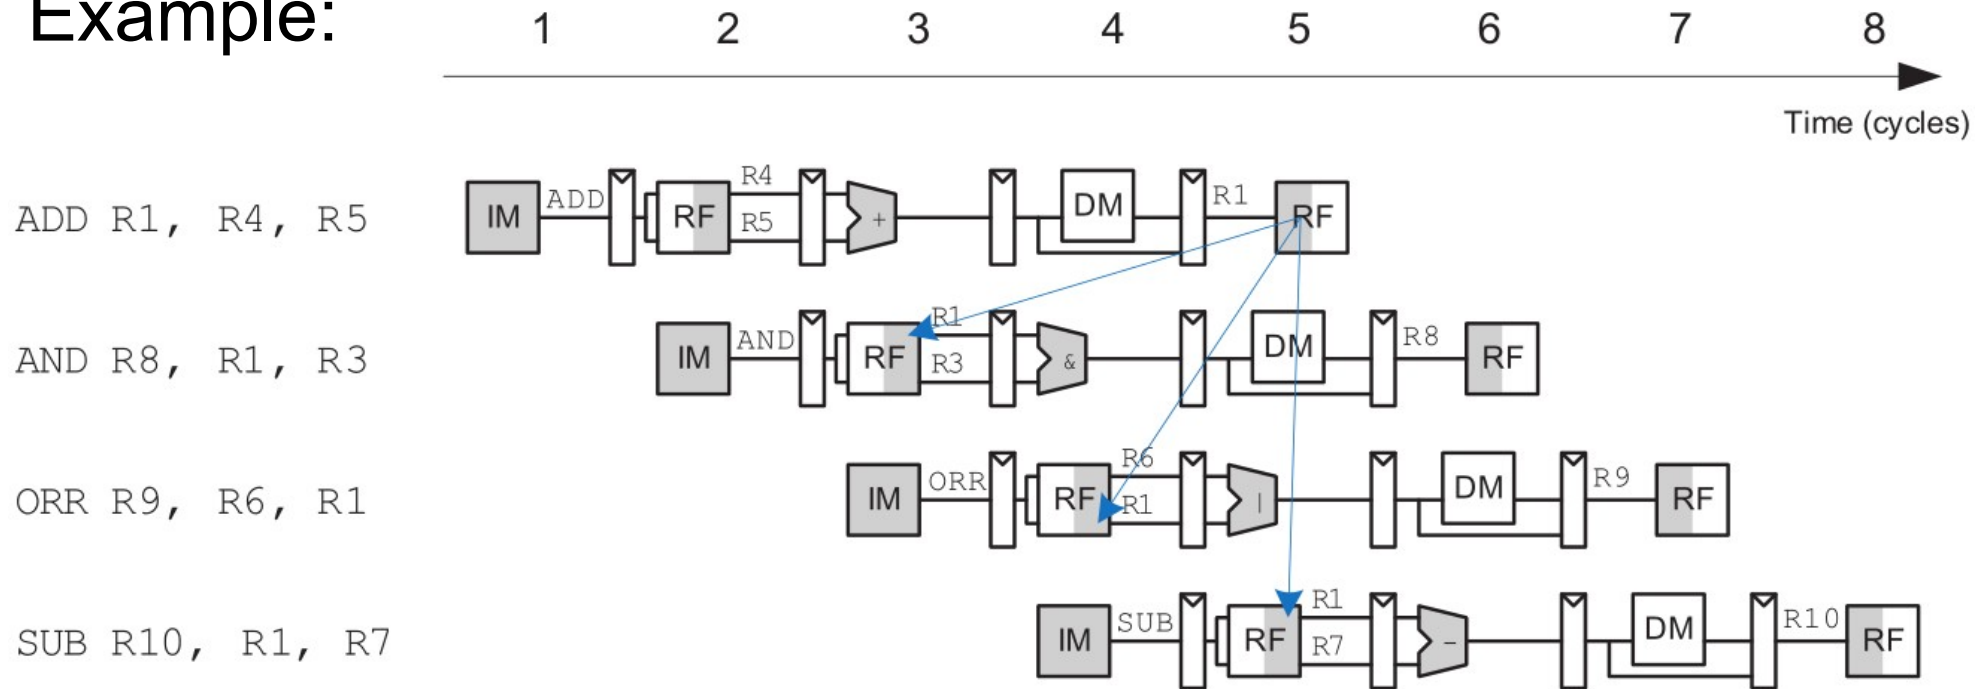 Example:
1 2 3 4 5 6 7 8
Time (cycles)
ADD R1, R4, R5 IM ADD RF R4 R5 + DM R1 RF
AND R8, R1, R3 IM AND RF R1 R3 & DM R8 RF
ORR R9, R6, R1 IM ORR RF R6 R1 | DM R9 RF
SUB R10, R1, R7 IM SUB RF R1 R7 - DM R10 RF